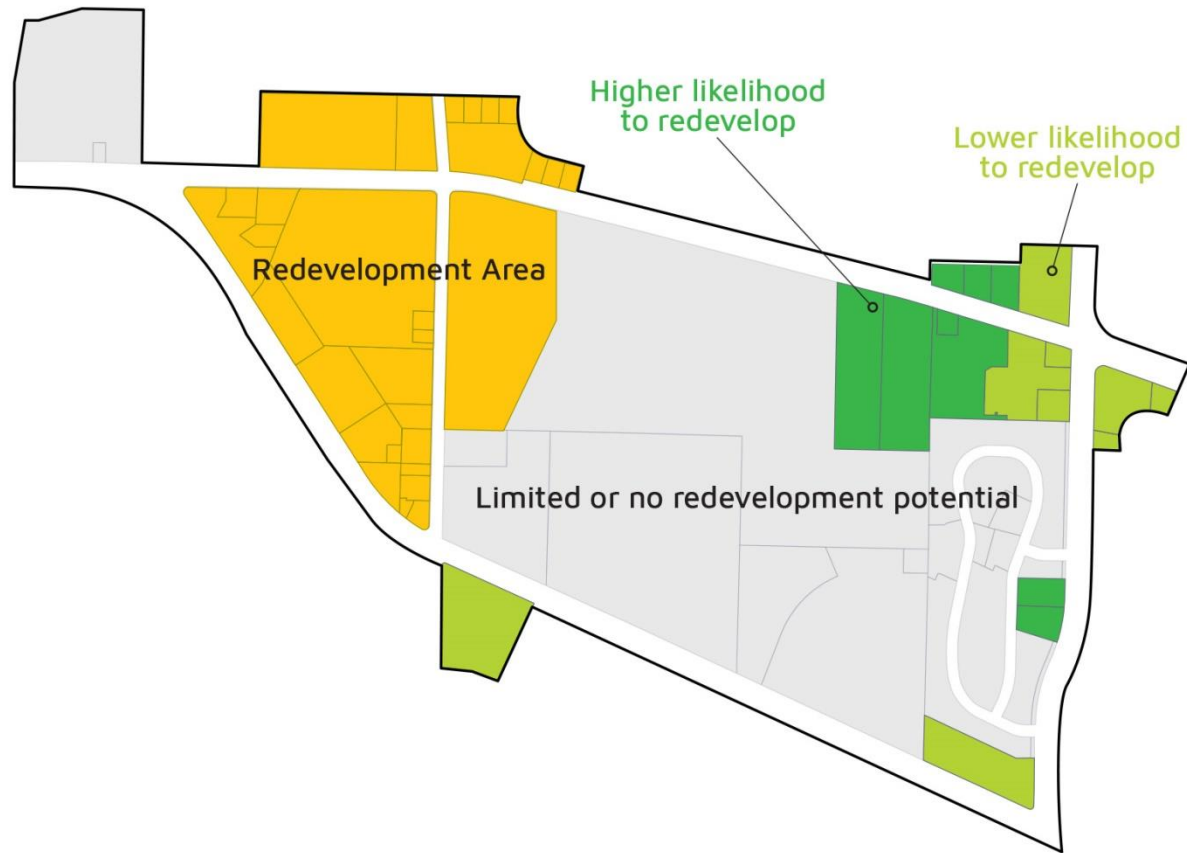 Higher likelihood
to redevelop
Lower likelihood
to redevelop
Redevelopment Area
Limited or no redevelopment potential